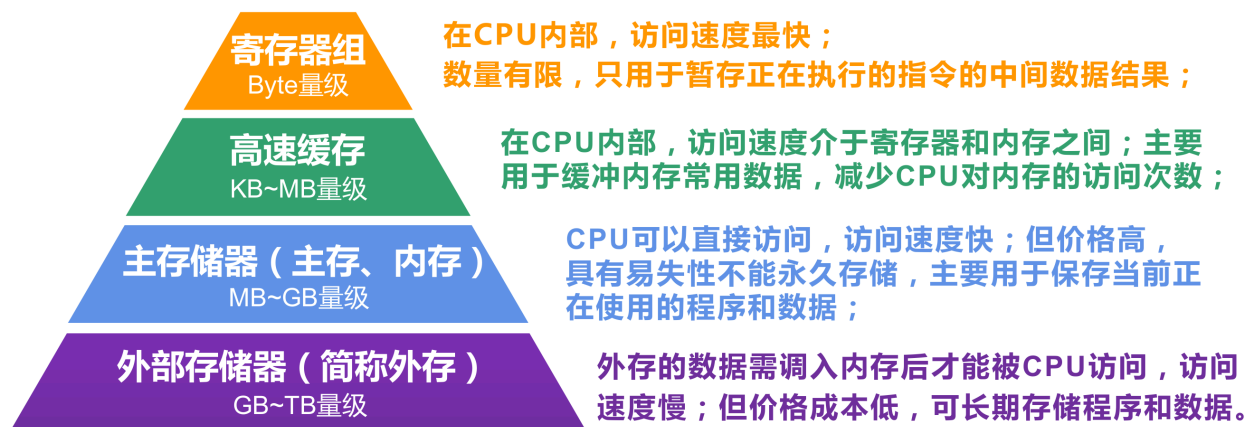 寄存器组
Byte量级
在CPU内部，访问速度最快；
数量有限，只用于暂存正在执行的指令的中间数据结果；
高速缓存
KB~MB量级
在CPU内部，访问速度介于寄存器和内存之间；主要
用于缓冲内存常用数据，减少CPU对内存的访问次数；
主存储器（主存、内存）
MB~GB量级
CPU可以直接访问，访问速度快；但价格高，
具有易失性不能永久存储，主要用于保存当前正
在使用的程序和数据；
外部存储器（简称外存）
GB~TB量级
外存的数据需调入内存后才能被CPU访问，访问
速度慢；但价格成本低，可长期存储程序和数据。